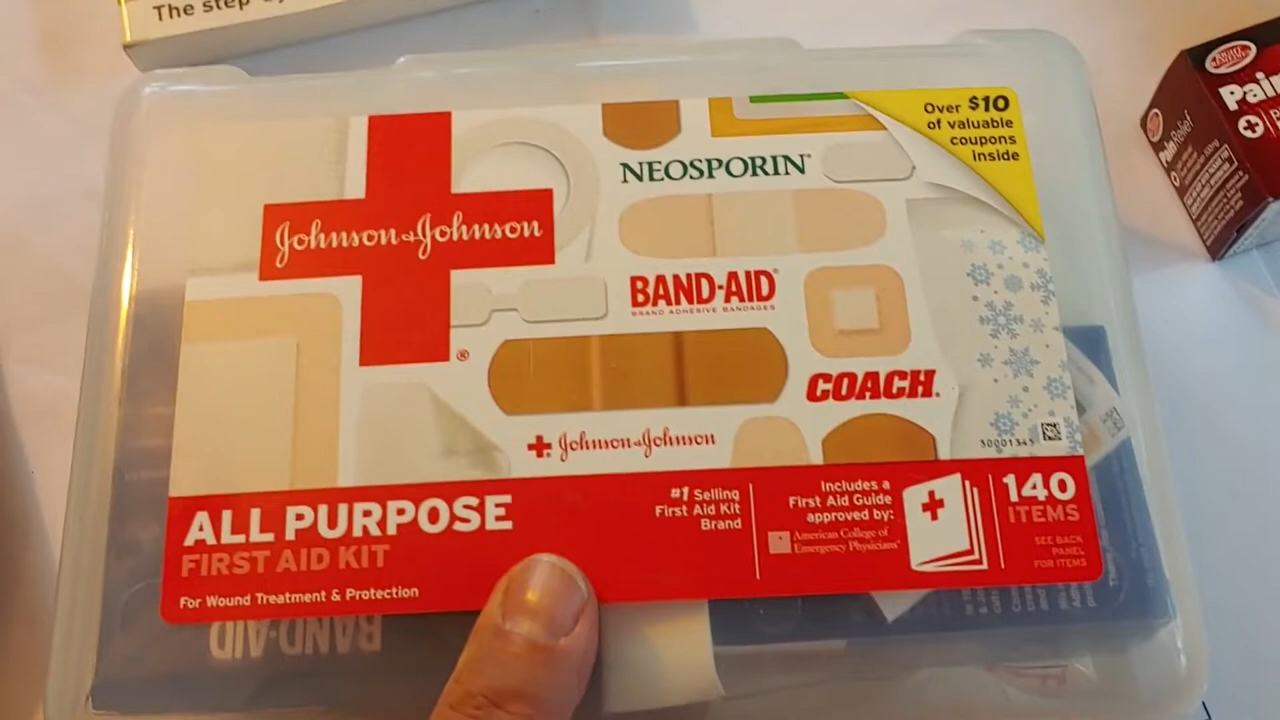 The step
Over $10
of valuable
coupons
inside
NEOSPORIN®
Johnson & Johnson
®
BAND-AID®
BRAND ADHESIVE BANDAGES
COACH®
Johnson & Johnson
30001345
ALL PURPOSE
FIRST AID KIT
For Wound Treatment & Protection
#1 Selling
First Aid Kit
Brand
Includes a
First Aid Guide
approved by:
American College of
Emergency Physicians®
140
ITEMS
SEE BACK
PANEL
FOR ITEMS
BAND-AID
Pain
PainRelief